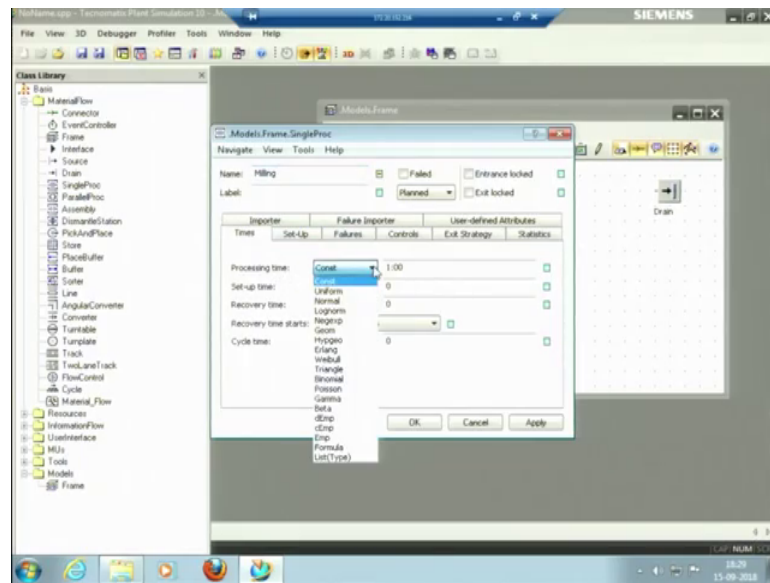 NoName.spp - Tecnomatix Plant Simulation 10 - .M
SIEMENS
File View 3D Debugger Profiler Tools Window Help
Class Library
Basis
MaterialFlow
Connector
EventController
Frame
Interface
Source
Drain
SingleProc
ParallelProc
Assembly
DismantleStation
PickAndPlace
Store
PlaceBuffer
Buffer
Sorter
Line
AngularConverter
Converter
Turntable
Turnplate
Track
TwoLaneTrack
FlowControl
Cycle
Material_Flow
Resources
InformationFlow
UserInterface
MUs
Tools
Models
Frame
.Models.Frame
Drain
.Models.Frame.SingleProc
Navigate View Tools Help
Name: Milling Failed Entrance locked
Label: Planned Exit locked
Importer Failure Importer User-defined Attributes
Times Set-Up Failures Controls Exit Strategy Statistics
Processing time: Const 1:00
Set-up time: 0
Recovery time: 0
Recovery time starts:
Cycle time: 0
Const
Uniform
Normal
Lognorm
Negexp
Geom
Hypgeo
Erlang
Weibull
Triangle
Binomial
Poisson
Gamma
Beta
dEmp
cEmp
Emp
Formula
List(Type)
OK Cancel Apply
CAP NUM
18:29
15-09-2018